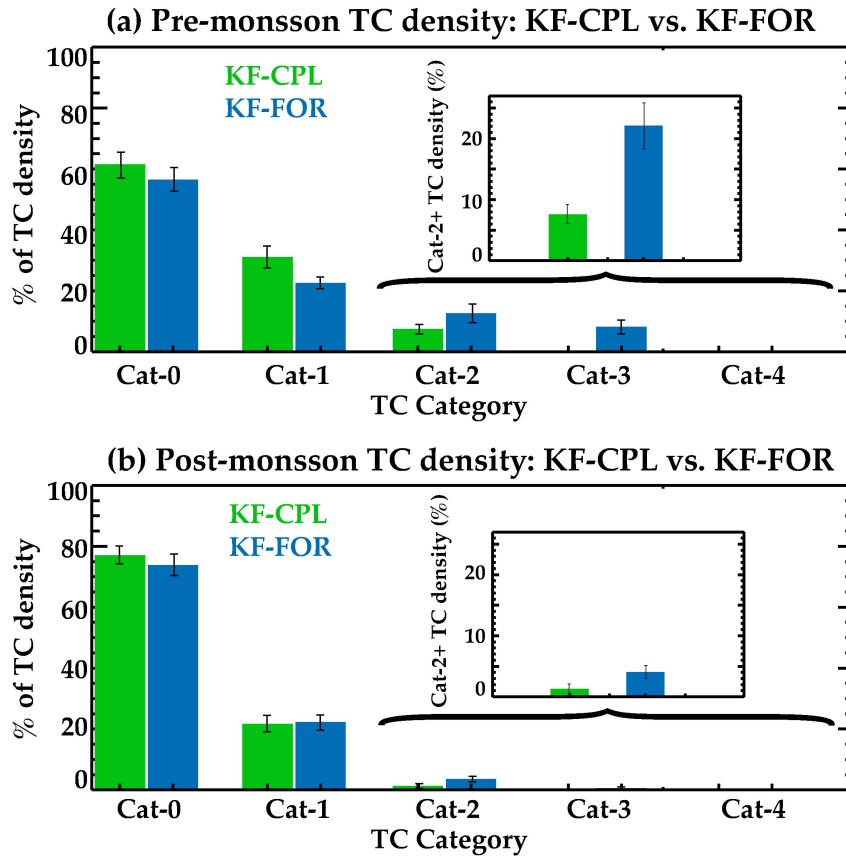 (a) Pre-monsson TC density: KF-CPL vs. KF-FOR
100
80
60
40
20
0
% of TC density
KF-CPL
KF-FOR
Cat-2+ TC density (%)
20
10
0
Cat-0 Cat-1 Cat-2 Cat-3 Cat-4
TC Category
(b) Post-monsson TC density: KF-CPL vs. KF-FOR
100
80
60
40
20
0
% of TC density
KF-CPL
KF-FOR
Cat-2+ TC density (%)
20
10
0
Cat-0 Cat-1 Cat-2 Cat-3 Cat-4
TC Category